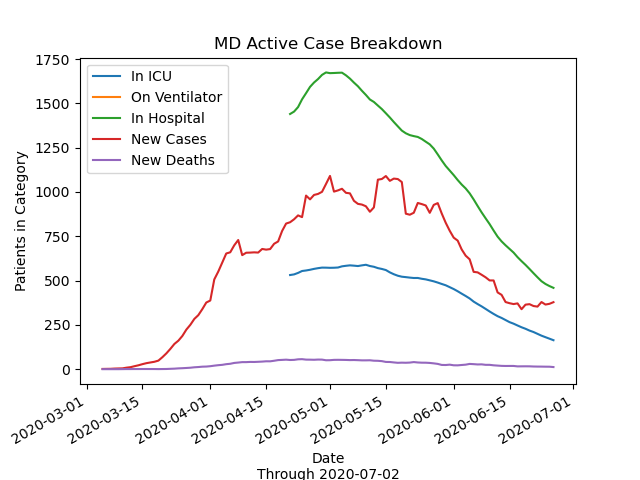 MD Active Case Breakdown
1750
1500
1250
1000
750
500
250
0
Patients in Category
In ICU
On Ventilator
In Hospital
New Cases
New Deaths
2020-03-01
2020-03-15
2020-04-01
2020-04-15
2020-05-01
2020-05-15
2020-06-01
2020-06-15
2020-07-01
Date
Through 2020-07-02